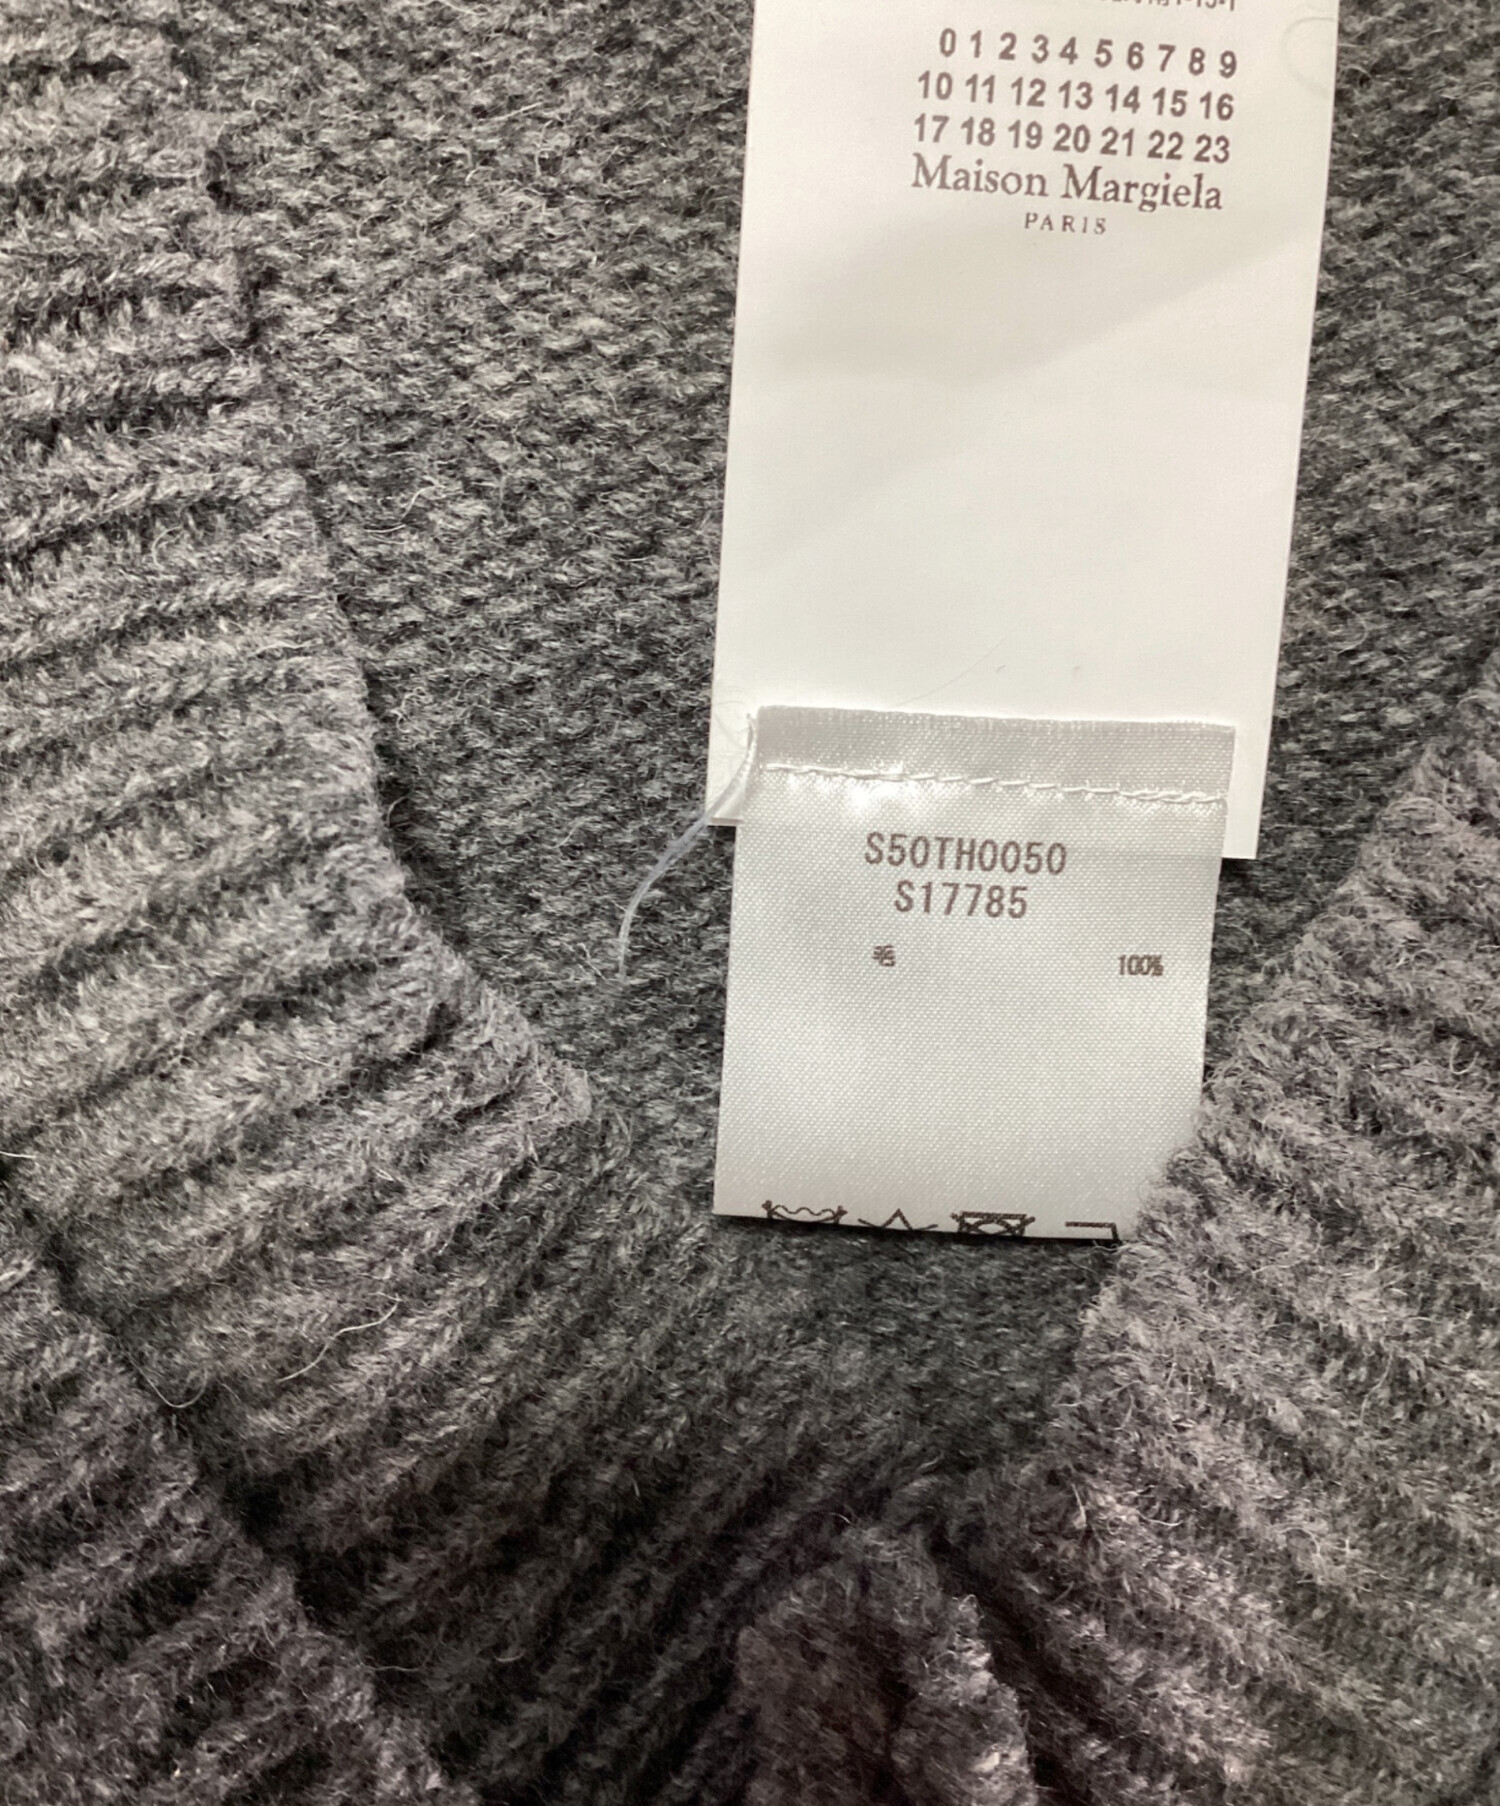 0 1 2 3 4 5 6 7 8 9
10 11 12 13 14 15 16
17 18 19 20 21 22 23
Maison Margiela
PARIS
S50TH0050
S17785
毛 100%